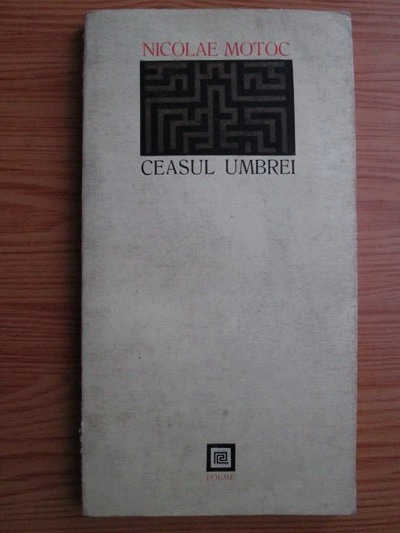 NICOLAE MOTOC
CEASUL UMBREI
POEME